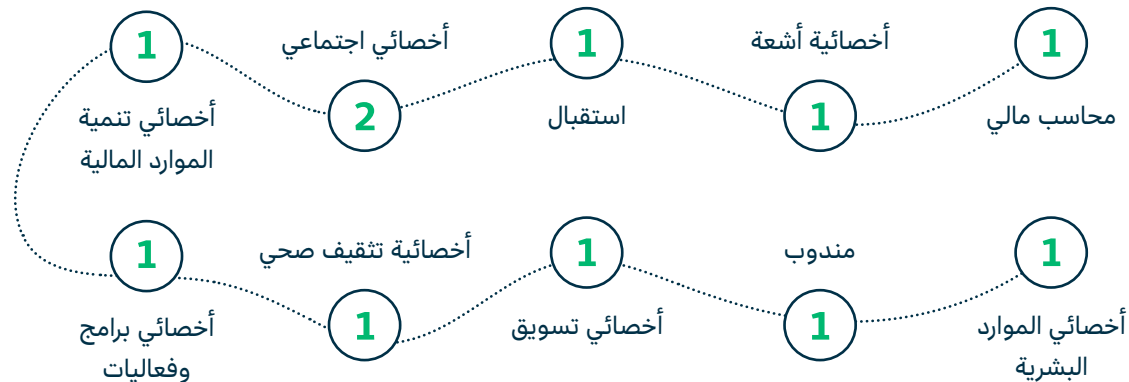 1
محاسب مالي
أخصائية أشعة
1
1
استقبال
أخصائي اجتماعي
2
1
أخصائي تنمية
الموارد المالية
1
أخصائي برامج
وفعاليات
أخصائية تثقيف صحي
1
1
أخصائي تسويق
مندوب
1
1
أخصائي الموارد
البشرية